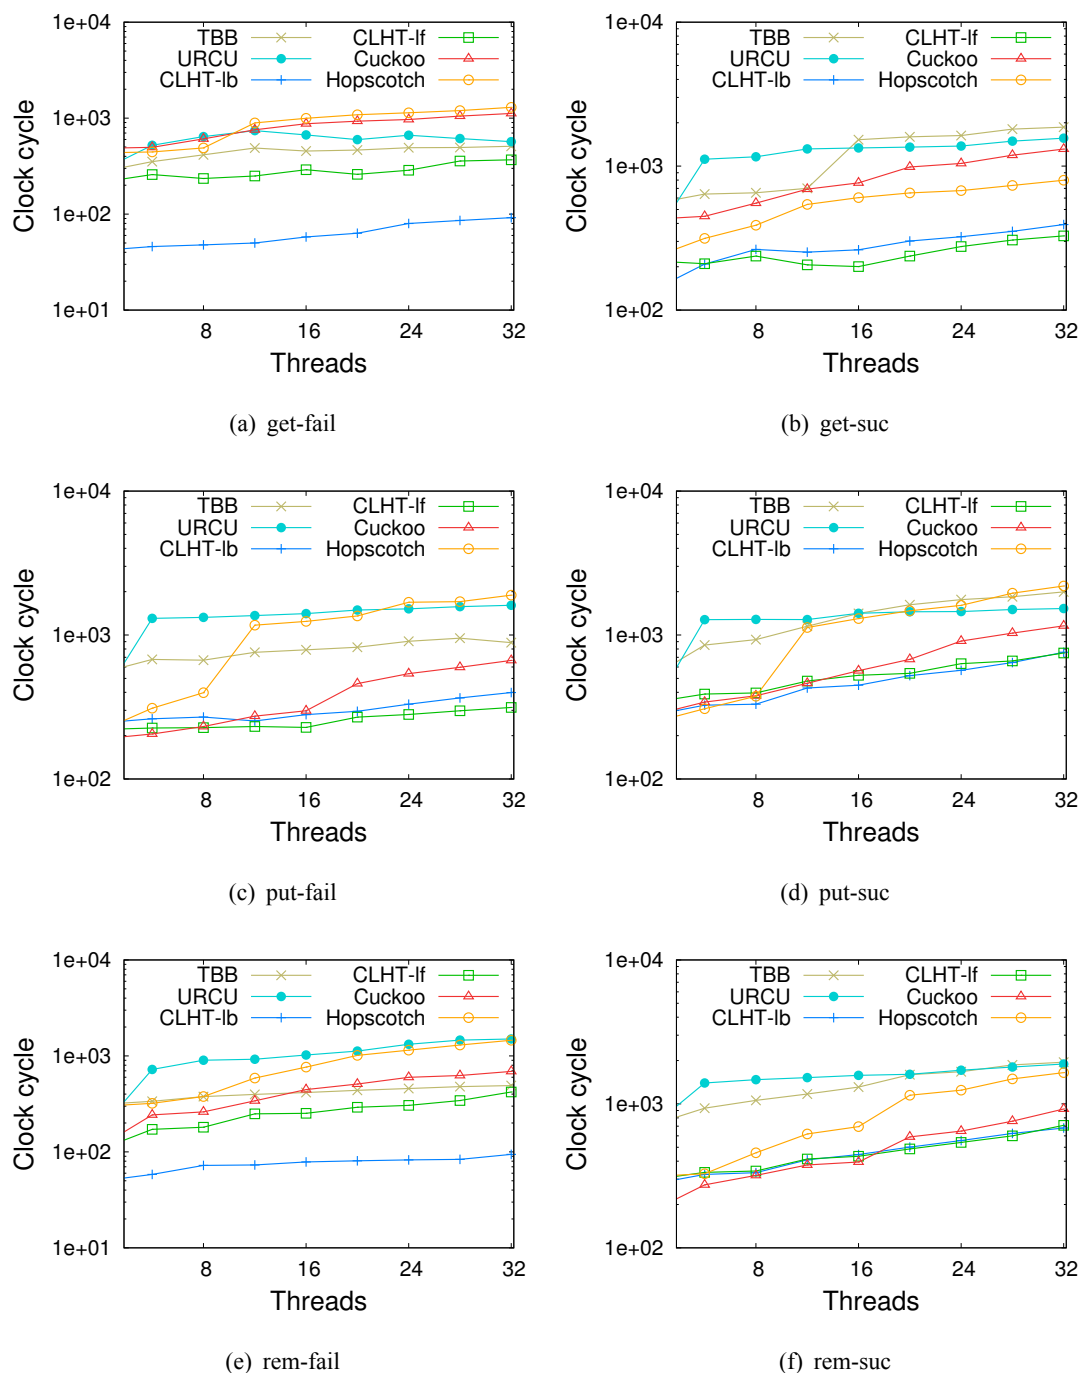 1e+04
1e+03
1e+02
1e+01
Clock cycle
TBB
URCU
CLHT-lb
CLHT-lf
Cuckoo
Hopscotch
8 16 24 32
Threads
(a) get-fail
1e+04
1e+03
1e+02
Clock cycle
TBB
URCU
CLHT-lb
CLHT-lf
Cuckoo
Hopscotch
8 16 24 32
Threads
(b) get-suc
1e+04
1e+03
1e+02
Clock cycle
TBB
URCU
CLHT-lb
CLHT-lf
Cuckoo
Hopscotch
8 16 24 32
Threads
(c) put-fail
1e+04
1e+03
1e+02
Clock cycle
TBB
URCU
CLHT-lb
CLHT-lf
Cuckoo
Hopscotch
8 16 24 32
Threads
(d) put-suc
1e+04
1e+03
1e+02
1e+01
Clock cycle
TBB
URCU
CLHT-lb
CLHT-lf
Cuckoo
Hopscotch
8 16 24 32
Threads
(e) rem-fail
1e+04
1e+03
1e+02
Clock cycle
TBB
URCU
CLHT-lb
CLHT-lf
Cuckoo
Hopscotch
8 16 24 32
Threads
(f) rem-suc